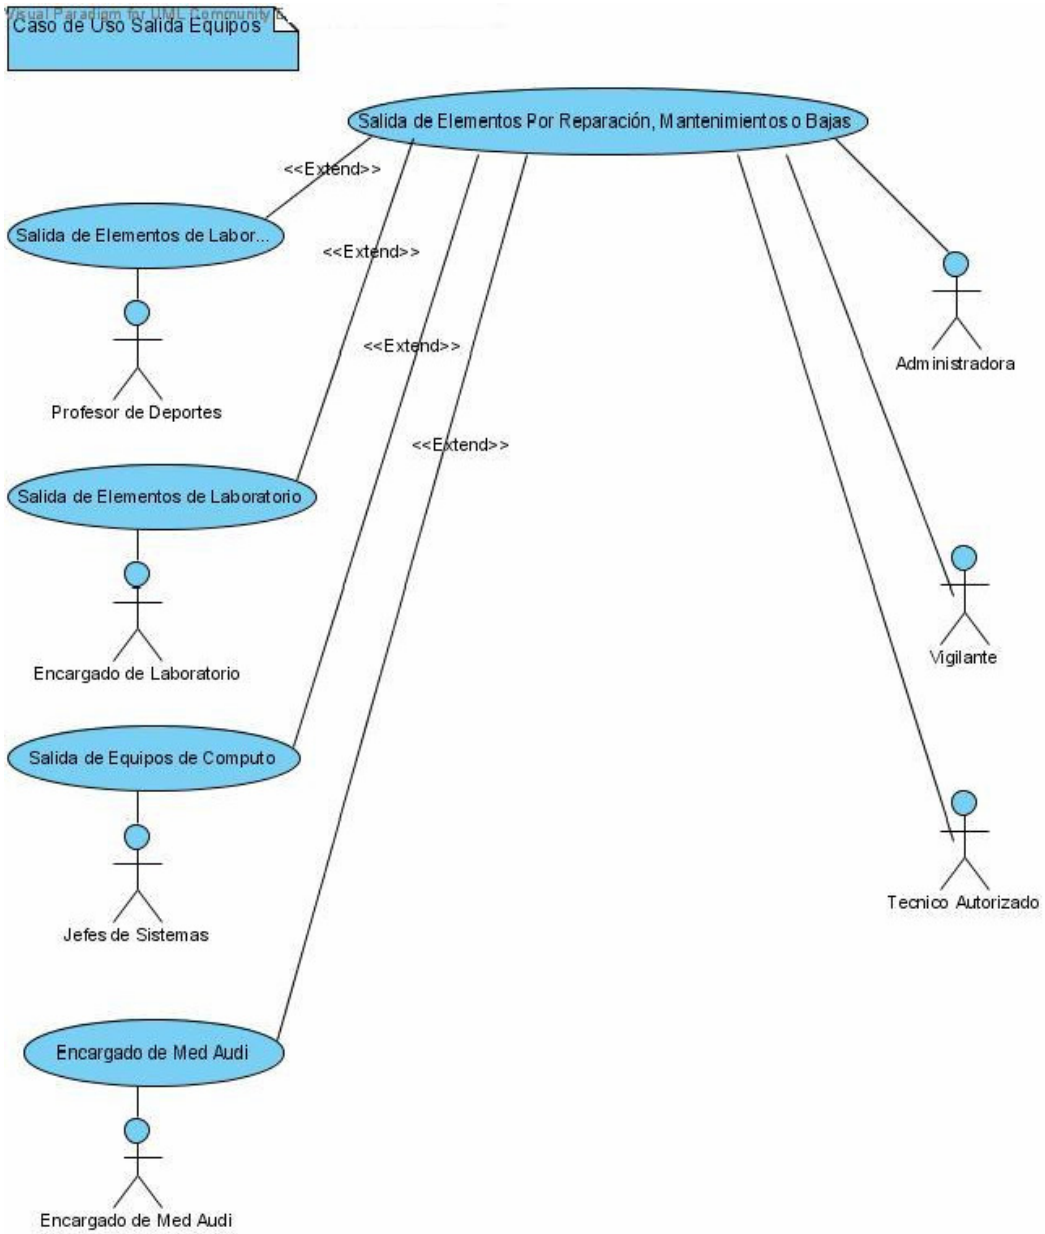 Visual Paradigm for UML Community E.
Caso de Uso Salida Equipos
Salida de Elementos Por Reparación, Mantenimientos o Bajas
<<Extend>>
Salida de Elementos de Labor...
<<Extend>>
<<Extend>>
Administradora
Profesor de Deportes
<<Extend>>
Salida de Elementos de Laboratorio
Vigilante
Encargado de Laboratorio
Salida de Equipos de Computo
Tecnico Autorizado
Jefes de Sistemas
Encargado de Med Audi
Encargado de Med Audi